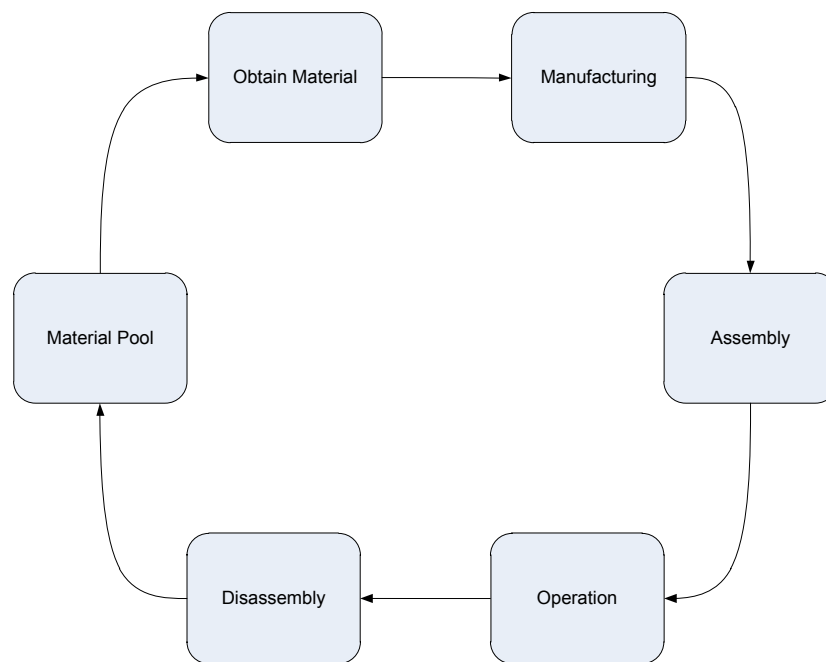 Obtain Material
Manufacturing
Material Pool
Assembly
Disassembly
Operation